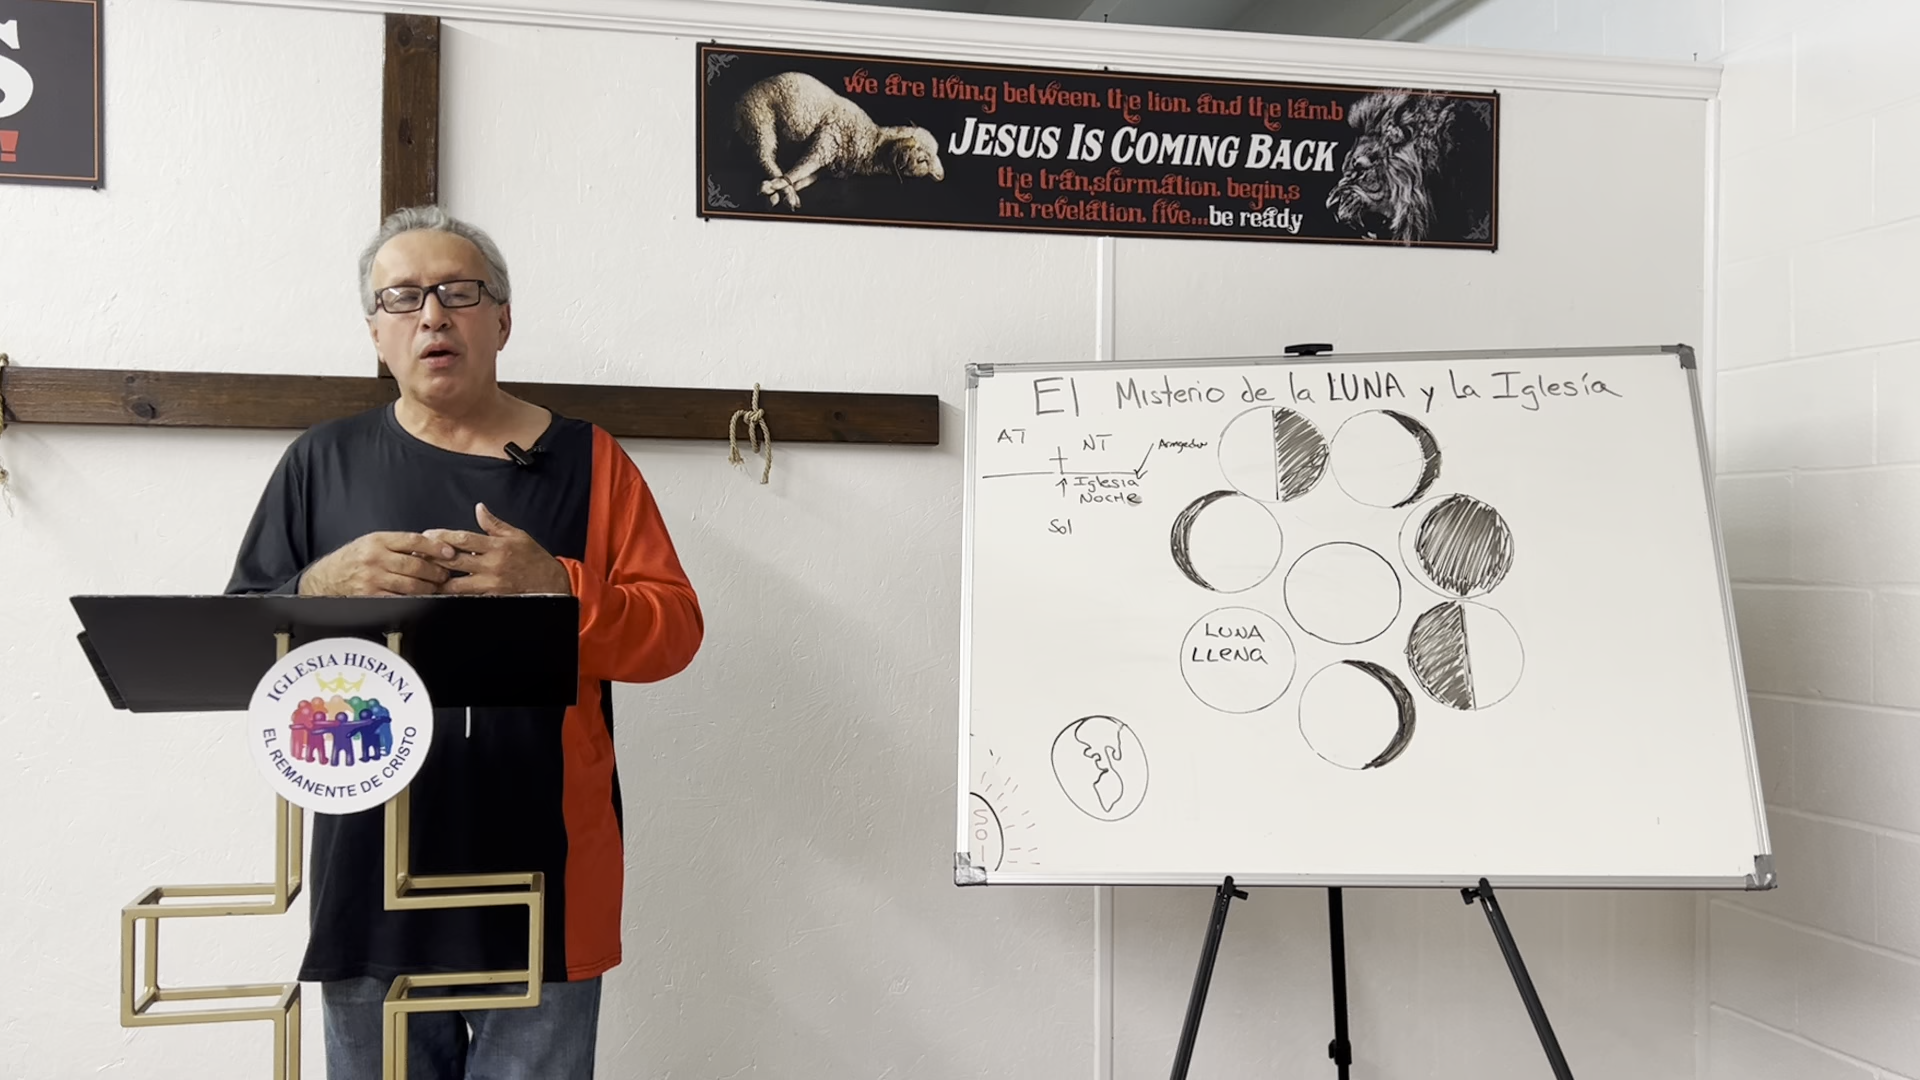 S
!
we are living between the lion and the lamb
JESUS IS COMING BACK
the transformation begins
in revelation five...be ready
El Misterio de la LUNA y La Iglesía
AT
NT
Armgedon
Iglesia
NOCHe
Sol
LUNA
LLeNa
Sol
IGLESIA HISPANA
EL REMANENTE DE CRISTO